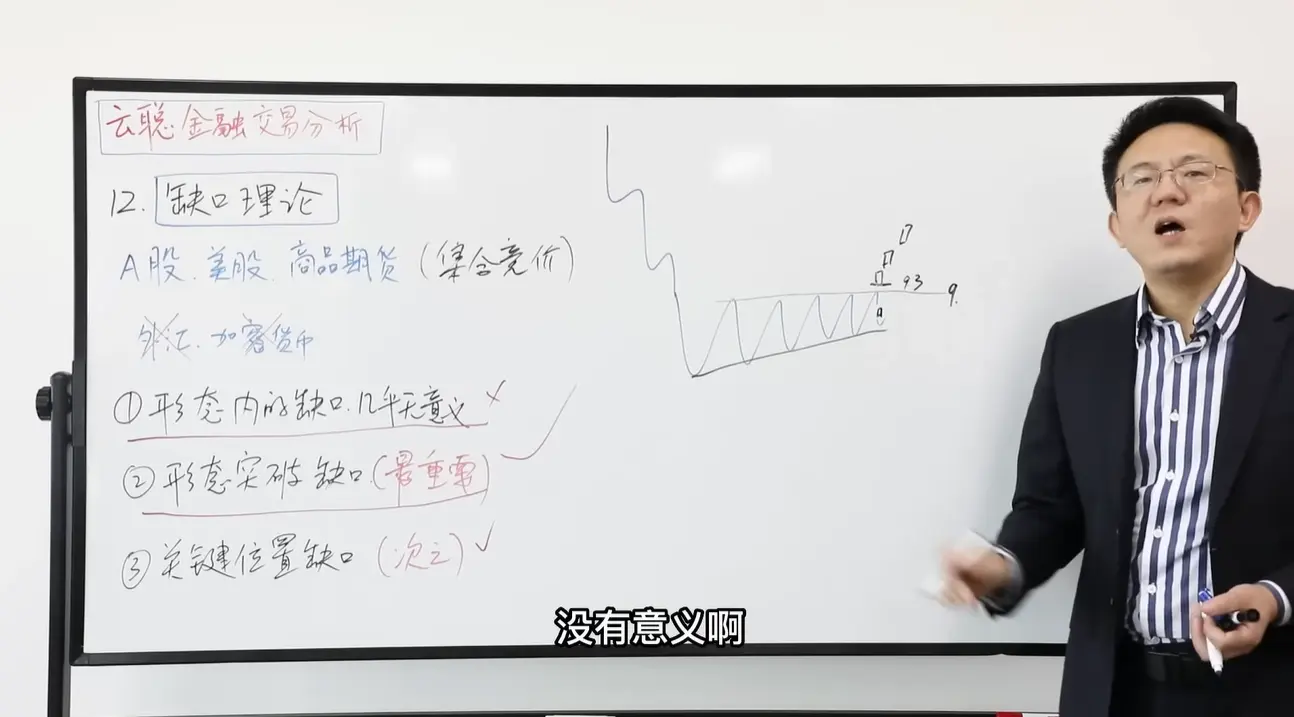 云聪金融交易分析
12. 缺口理论
A股、美股、商品期货(集合竞价)
外汇、加密货币
①形态内的缺口,几乎无意义 ×
②形态突破缺口(最重要) ✓
③关键位置缺口(次之) ✓
93
9.
没有意义啊